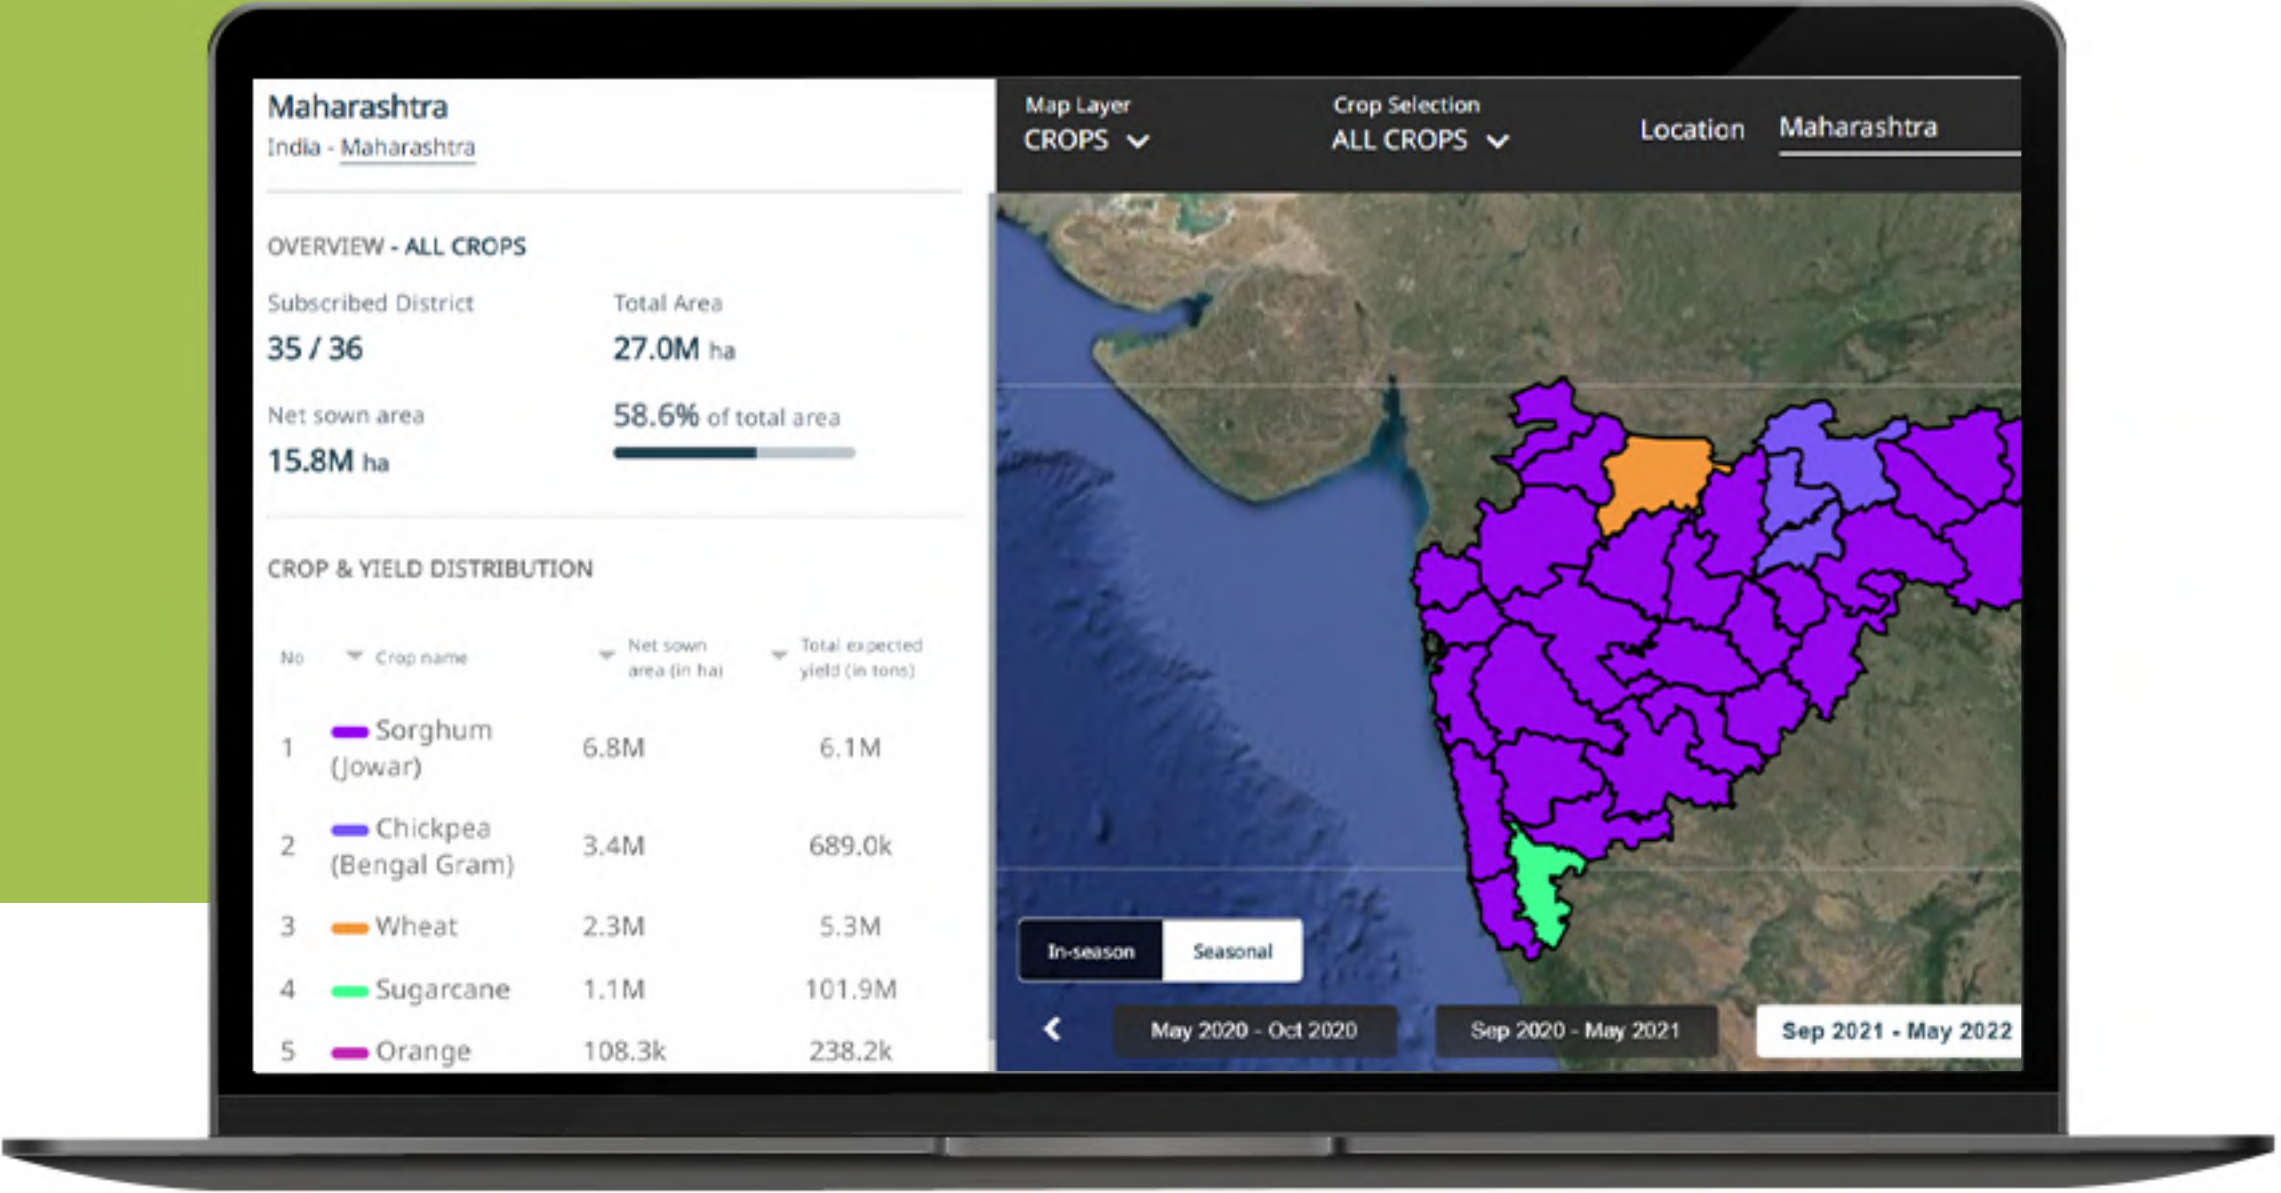 Maharashtra
India - Maharashtra
OVERVIEW - ALL CROPS
Subscribed District
Total Area
35 / 36
27.0M ha
Net sown area
58.6% of total area
15.8M ha
CROP & YIELD DISTRIBUTION
No
Crop name
Net sown
area (in ha)
Total expected
yield (in tons)
1
Sorghum
(Jowar)
6.8M
6.1M
2
Chickpea
(Bengal Gram)
3.4M
689.0k
3
Wheat
2.3M
5.3M
4
Sugarcane
1.1M
101.9M
5
Orange
108.3k
238.2k
Map Layer
CROPS
Crop Selection
ALL CROPS
Location
Maharashtra
In-season
Seasonal
May 2020 - Oct 2020
Sep 2020 - May 2021
Sep 2021 - May 2022